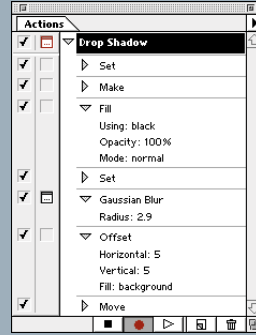 Actions
Drop Shadow
Set
Make
Fill
Using: black
Opacity: 100%
Mode: normal
Set
Gaussian Blur
Radius: 2.9
Offset
Horizontal: 5
Vertical: 5
Fill: background
Move